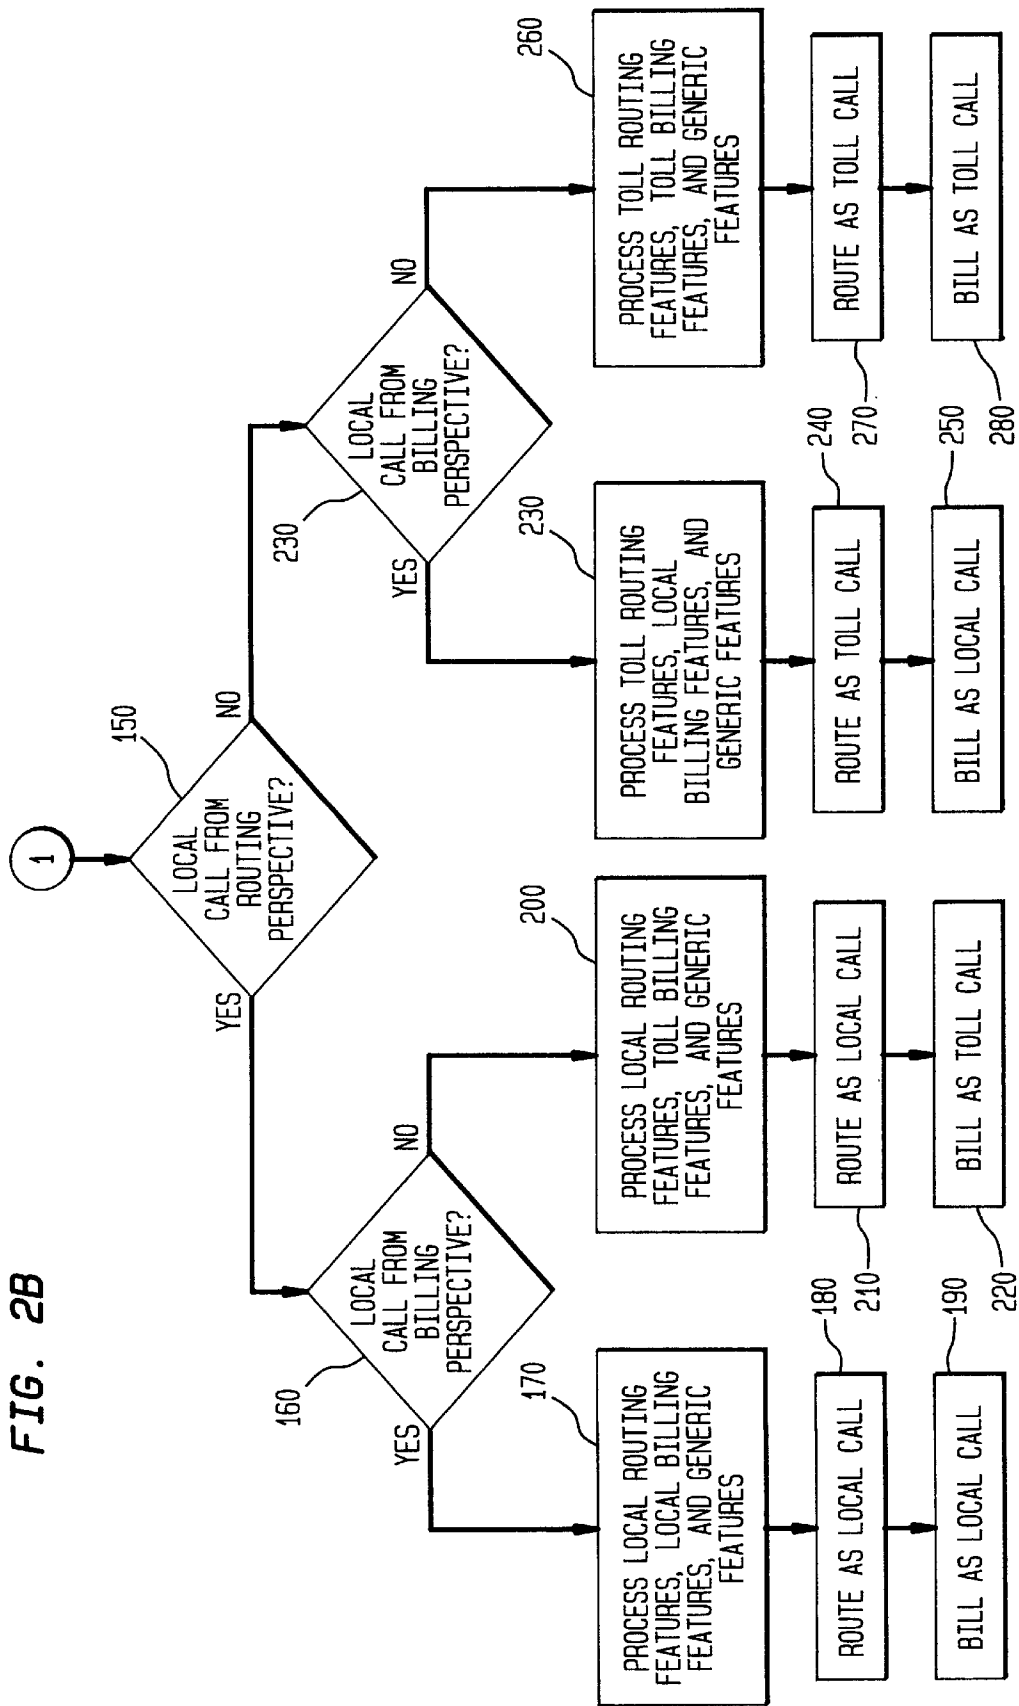 FIG. 2B
1
150
LOCAL
CALL FROM
ROUTING
PERSPECTIVE?
YES
NO
160
LOCAL
CALL FROM
BILLING
PERSPECTIVE?
YES
NO
230
LOCAL
CALL FROM
BILLING
PERSPECTIVE?
YES
NO
170
PROCESS LOCAL ROUTING
FEATURES, LOCAL BILLING
FEATURES, AND GENERIC
FEATURES
200
PROCESS LOCAL ROUTING
FEATURES, TOLL BILLING
FEATURES, AND GENERIC
FEATURES
230
PROCESS TOLL ROUTING
FEATURES, LOCAL
BILLING FEATURES, AND
GENERIC FEATURES
260
PROCESS TOLL ROUTING
FEATURES, TOLL BILLING
FEATURES, AND GENERIC
FEATURES
ROUTE AS LOCAL CALL
180
210
ROUTE AS LOCAL CALL
ROUTE AS TOLL CALL
240
270
ROUTE AS TOLL CALL
BILL AS LOCAL CALL
190
220
BILL AS TOLL CALL
BILL AS LOCAL CALL
250
280
BILL AS TOLL CALL